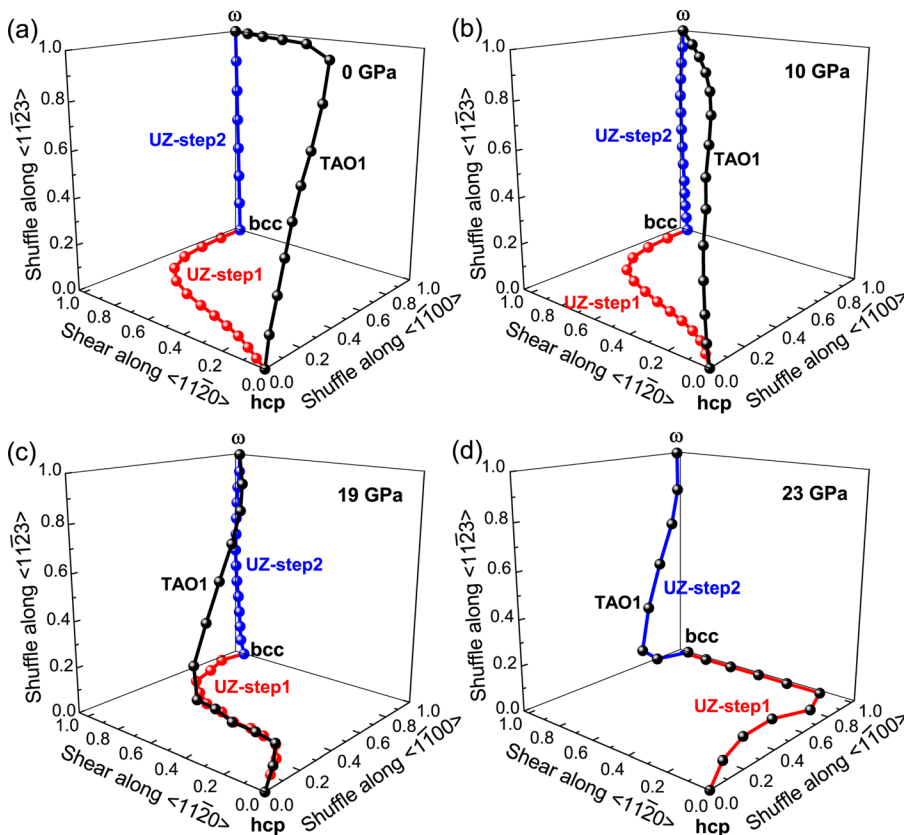 (a)
ω
0 GPa
Shuffle along <112̅3>
1.0
0.8
0.6
0.4
0.2
0.0
UZ-step2
TAO1
bcc
UZ-step1
1.0
0.8
0.6
0.4
0.2
0.0
Shear along <112̅0>
0.0
0.2
0.4
0.6
0.8
1.0
Shuffle along <11̅00>
hcp
(b)
ω
10 GPa
Shuffle along <112̅3>
1.0
0.8
0.6
0.4
0.2
0.0
UZ-step2
TAO1
bcc
UZ-step1
1.0
0.8
0.6
0.4
0.2
0.0
Shear along <112̅0>
0.0
0.2
0.4
0.6
0.8
1.0
Shuffle along <11̅00>
hcp
(c)
ω
19 GPa
Shuffle along <112̅3>
1.0
0.8
0.6
0.4
0.2
0.0
TAO1
UZ-step2
bcc
UZ-step1
1.0
0.8
0.6
0.4
0.2
0.0
Shear along <112̅0>
0.0
0.2
0.4
0.6
0.8
1.0
Shuffle along <11̅00>
hcp
(d)
ω
23 GPa
Shuffle along <112̅3>
1.0
0.8
0.6
0.4
0.2
0.0
TAO1
UZ-step2
bcc
UZ-step1
1.0
0.8
0.6
0.4
0.2
0.0
Shear along <112̅0>
0.0
0.2
0.4
0.6
0.8
1.0
Shuffle along <11̅00>
hcp